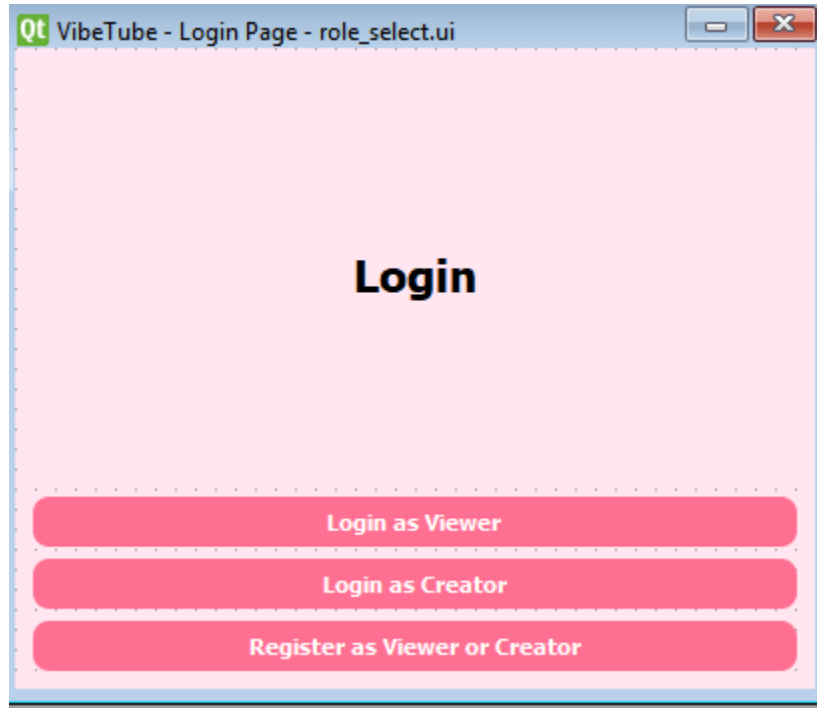 Qt VibeTube - Login Page - role_select.ui
Login
Login as Viewer
Login as Creator
Register as Viewer or Creator